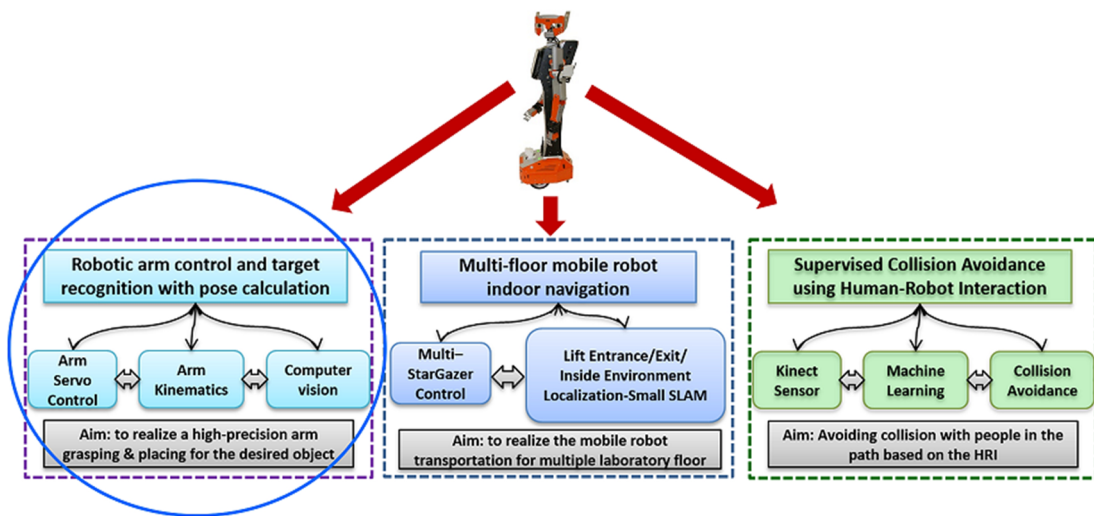 Robotic arm control and target
recognition with pose calculation
Arm
Servo
Control
Arm
Kinematics
Computer
vision
Aim: to realize a high-precision arm
grasping & placing for the desired object
Multi-floor mobile robot
indoor navigation
Multi–
StarGazer
Control
Lift Entrance/Exit/
Inside Environment
Localization-Small SLAM
Aim: to realize the mobile robot
transportation for multiple laboratory floor
Supervised Collision Avoidance
using Human-Robot Interaction
Kinect
Sensor
Machine
Learning
Collision
Avoidance
Aim: Avoiding collision with people in the
path based on the HRI